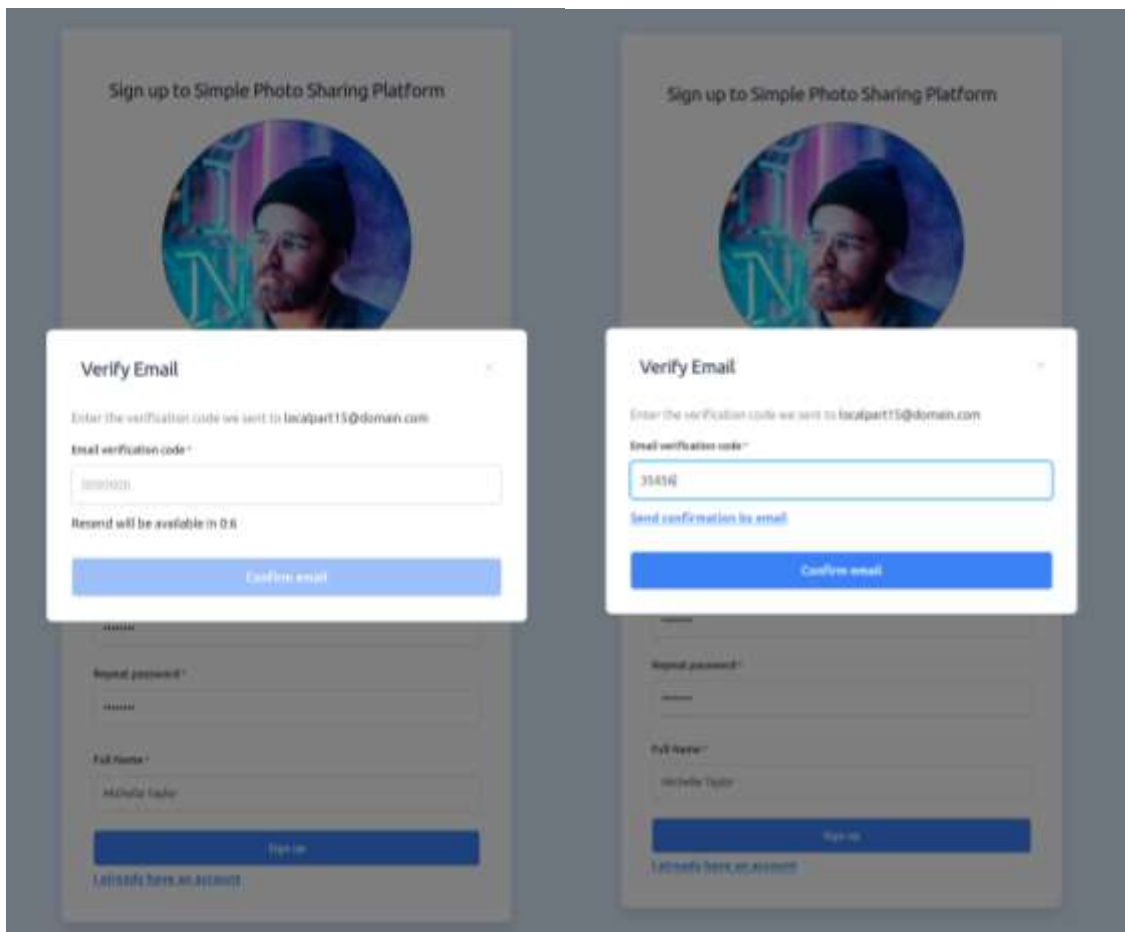 Sign up to Simple Photo Sharing Platform
Verify Email
Enter the verification code we sent to localpart15@domain.com
Email verification code *
Resend will be available in 0:6
Confirm email
Repeat password *
Full Name *
Michelle Taylor
Sign up
I already have an account
Sign up to Simple Photo Sharing Platform
Verify Email
Enter the verification code we sent to localpart15@domain.com
Email verification code *
35456
Send confirmation by email
Confirm email
Repeat password *
Full Name *
Michelle Taylor
Sign up
I already have an account